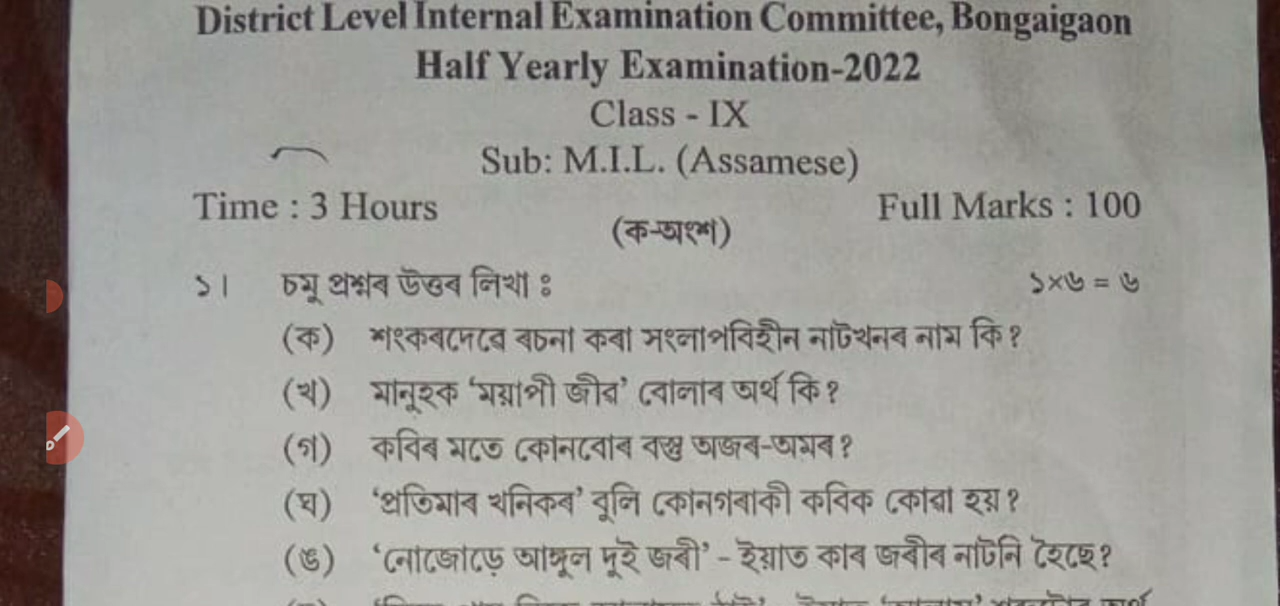 District Level Internal Examination Committee, Bongaigaon
Half Yearly Examination-2022
Class - IX
Sub: M.I.L. (Assamese)
Time : 3 Hours Full Marks : 100
(ক-অংশ)
১। চমু প্ৰশ্নৰ উত্তৰ লিখা ঃ ১×৬ = ৬
(ক) শংকৰদেৱে ৰচনা কৰা সংলাপবিহীন নাটখনৰ নাম কি?
(খ) মানুহক ‘ময়াপী জীৱ’ বোলাৰ অৰ্থ কি?
(গ) কবিৰ মতে কোনবোৰ বস্তু অজৰ-অমৰ?
(ঘ) ‘প্ৰতিমাৰ খনিকৰ’ বুলি কোনগৰাকী কবিক কোৱা হয়?
(ঙ) ‘নোজোড়ে আঙ্গুল দুই জৰী’ – ইয়াত কাৰ জৰীৰ নাটনি হৈছে?